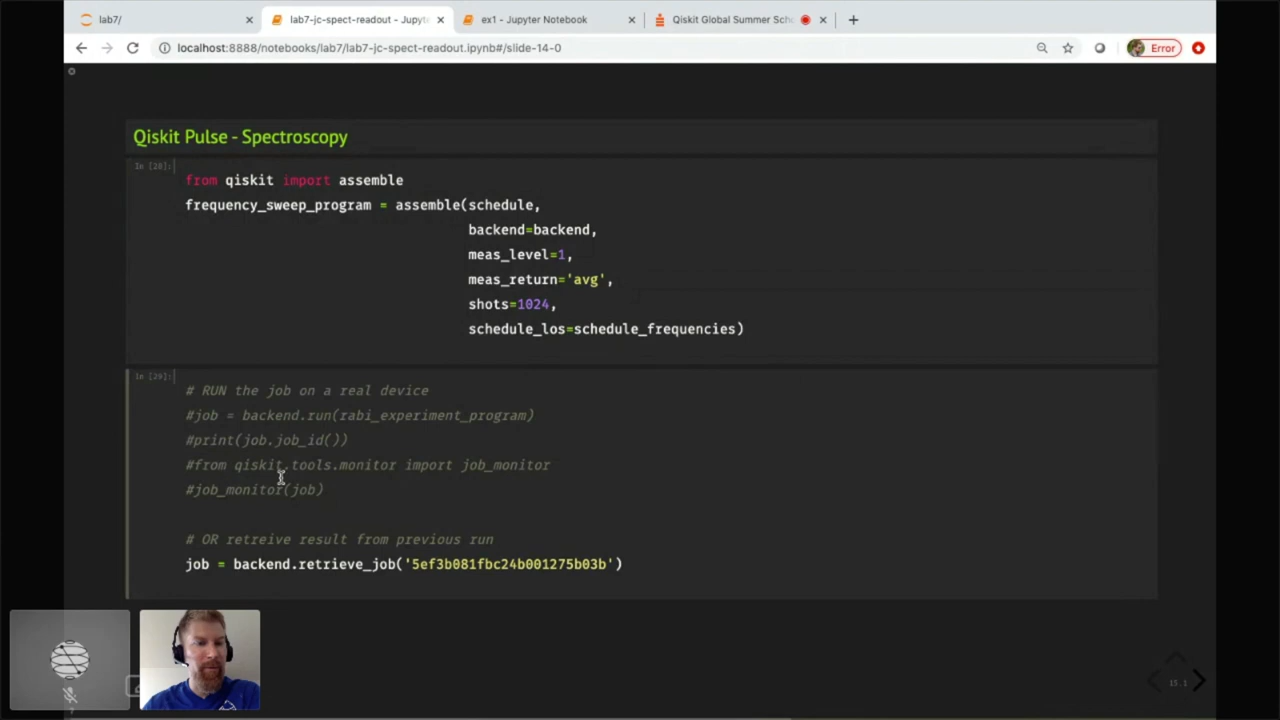 lab7/
lab7-jc-spect-readout - Jupyte
ex1 - Jupyter Notebook
Qiskit Global Summer Sch
localhost:8888/notebooks/lab7/lab7-jc-spect-readout.ipynb#/slide-14-0
Error
Qiskit Pulse - Spectroscopy
In [28]:
from qiskit import assemble
frequency_sweep_program = assemble(schedule,
backend=backend,
meas_level=1,
meas_return='avg',
shots=1024,
schedule_los=schedule_frequencies)
In [29]:
# RUN the job on a real device
#job = backend.run(rabi_experiment_program)
#print(job.job_id())
#from qiskit.tools.monitor import job_monitor
#job_monitor(job)
# OR retreive result from previous run
job = backend.retrieve_job('5ef3b081fbc24b001275b03b')
15.1